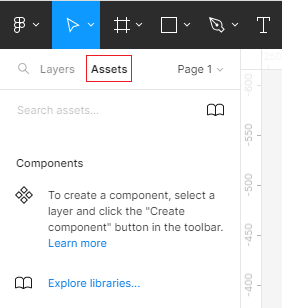 Layers Assets Page 1
Search assets...
Components
To create a component, select a
layer and click the "Create
component" button in the toolbar.
Learn more
Explore libraries...
-600
-550
-500
-450
-400